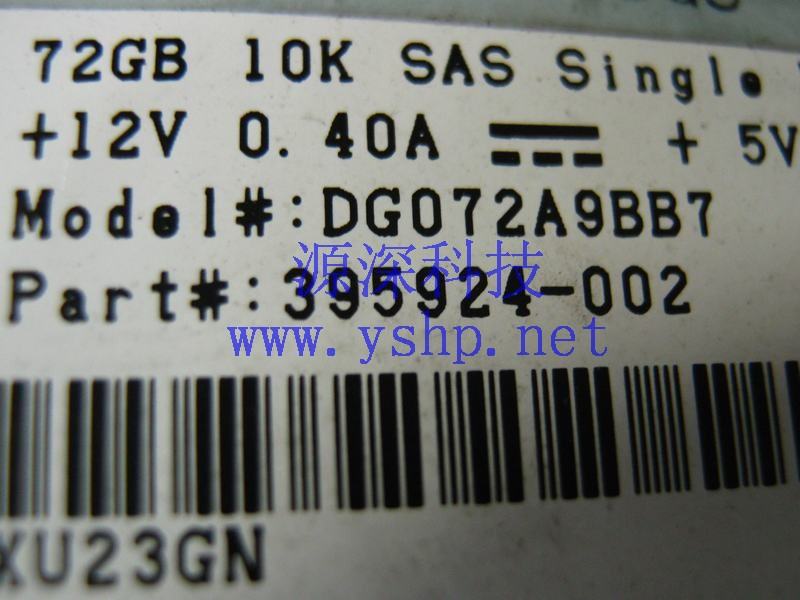 72GB 10K SAS Single
+12V 0.40A + 5V
Model#:DG072A9BB7
源深科技
Part#:395924-002
www.yshp.net
XU23GN